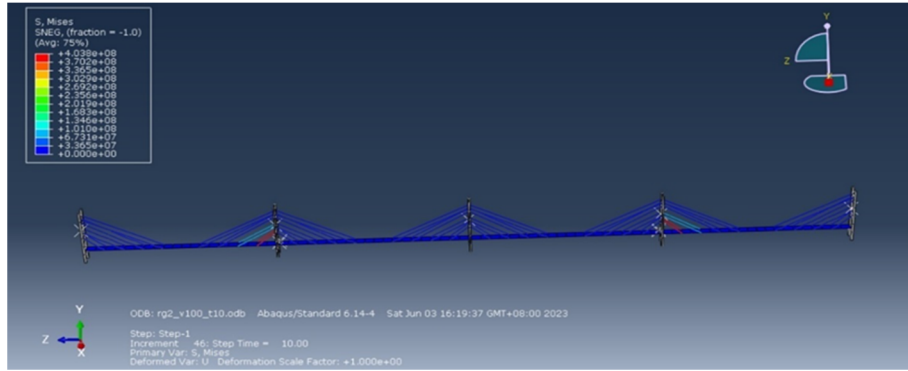 S, Mises
SNEG, (fraction = -1.0)
(Avg: 75%)
+4.038e+08
+3.702e+08
+3.365e+08
+3.029e+08
+2.692e+08
+2.356e+08
+2.019e+08
+1.683e+08
+1.346e+08
+1.010e+08
+6.731e+07
+3.365e+07
+0.000e+00
Y
Z
Y
Z
X
ODB: rg2_v100_t10.odb Abaqus/Standard 6.14-4 Sat Jun 03 16:19:37 GMT+08:00 2023
Step: Step-1
Increment 46: Step Time = 10.00
Primary Var: S, Mises
Deformed Var: U Deformation Scale Factor: +1.000e+00